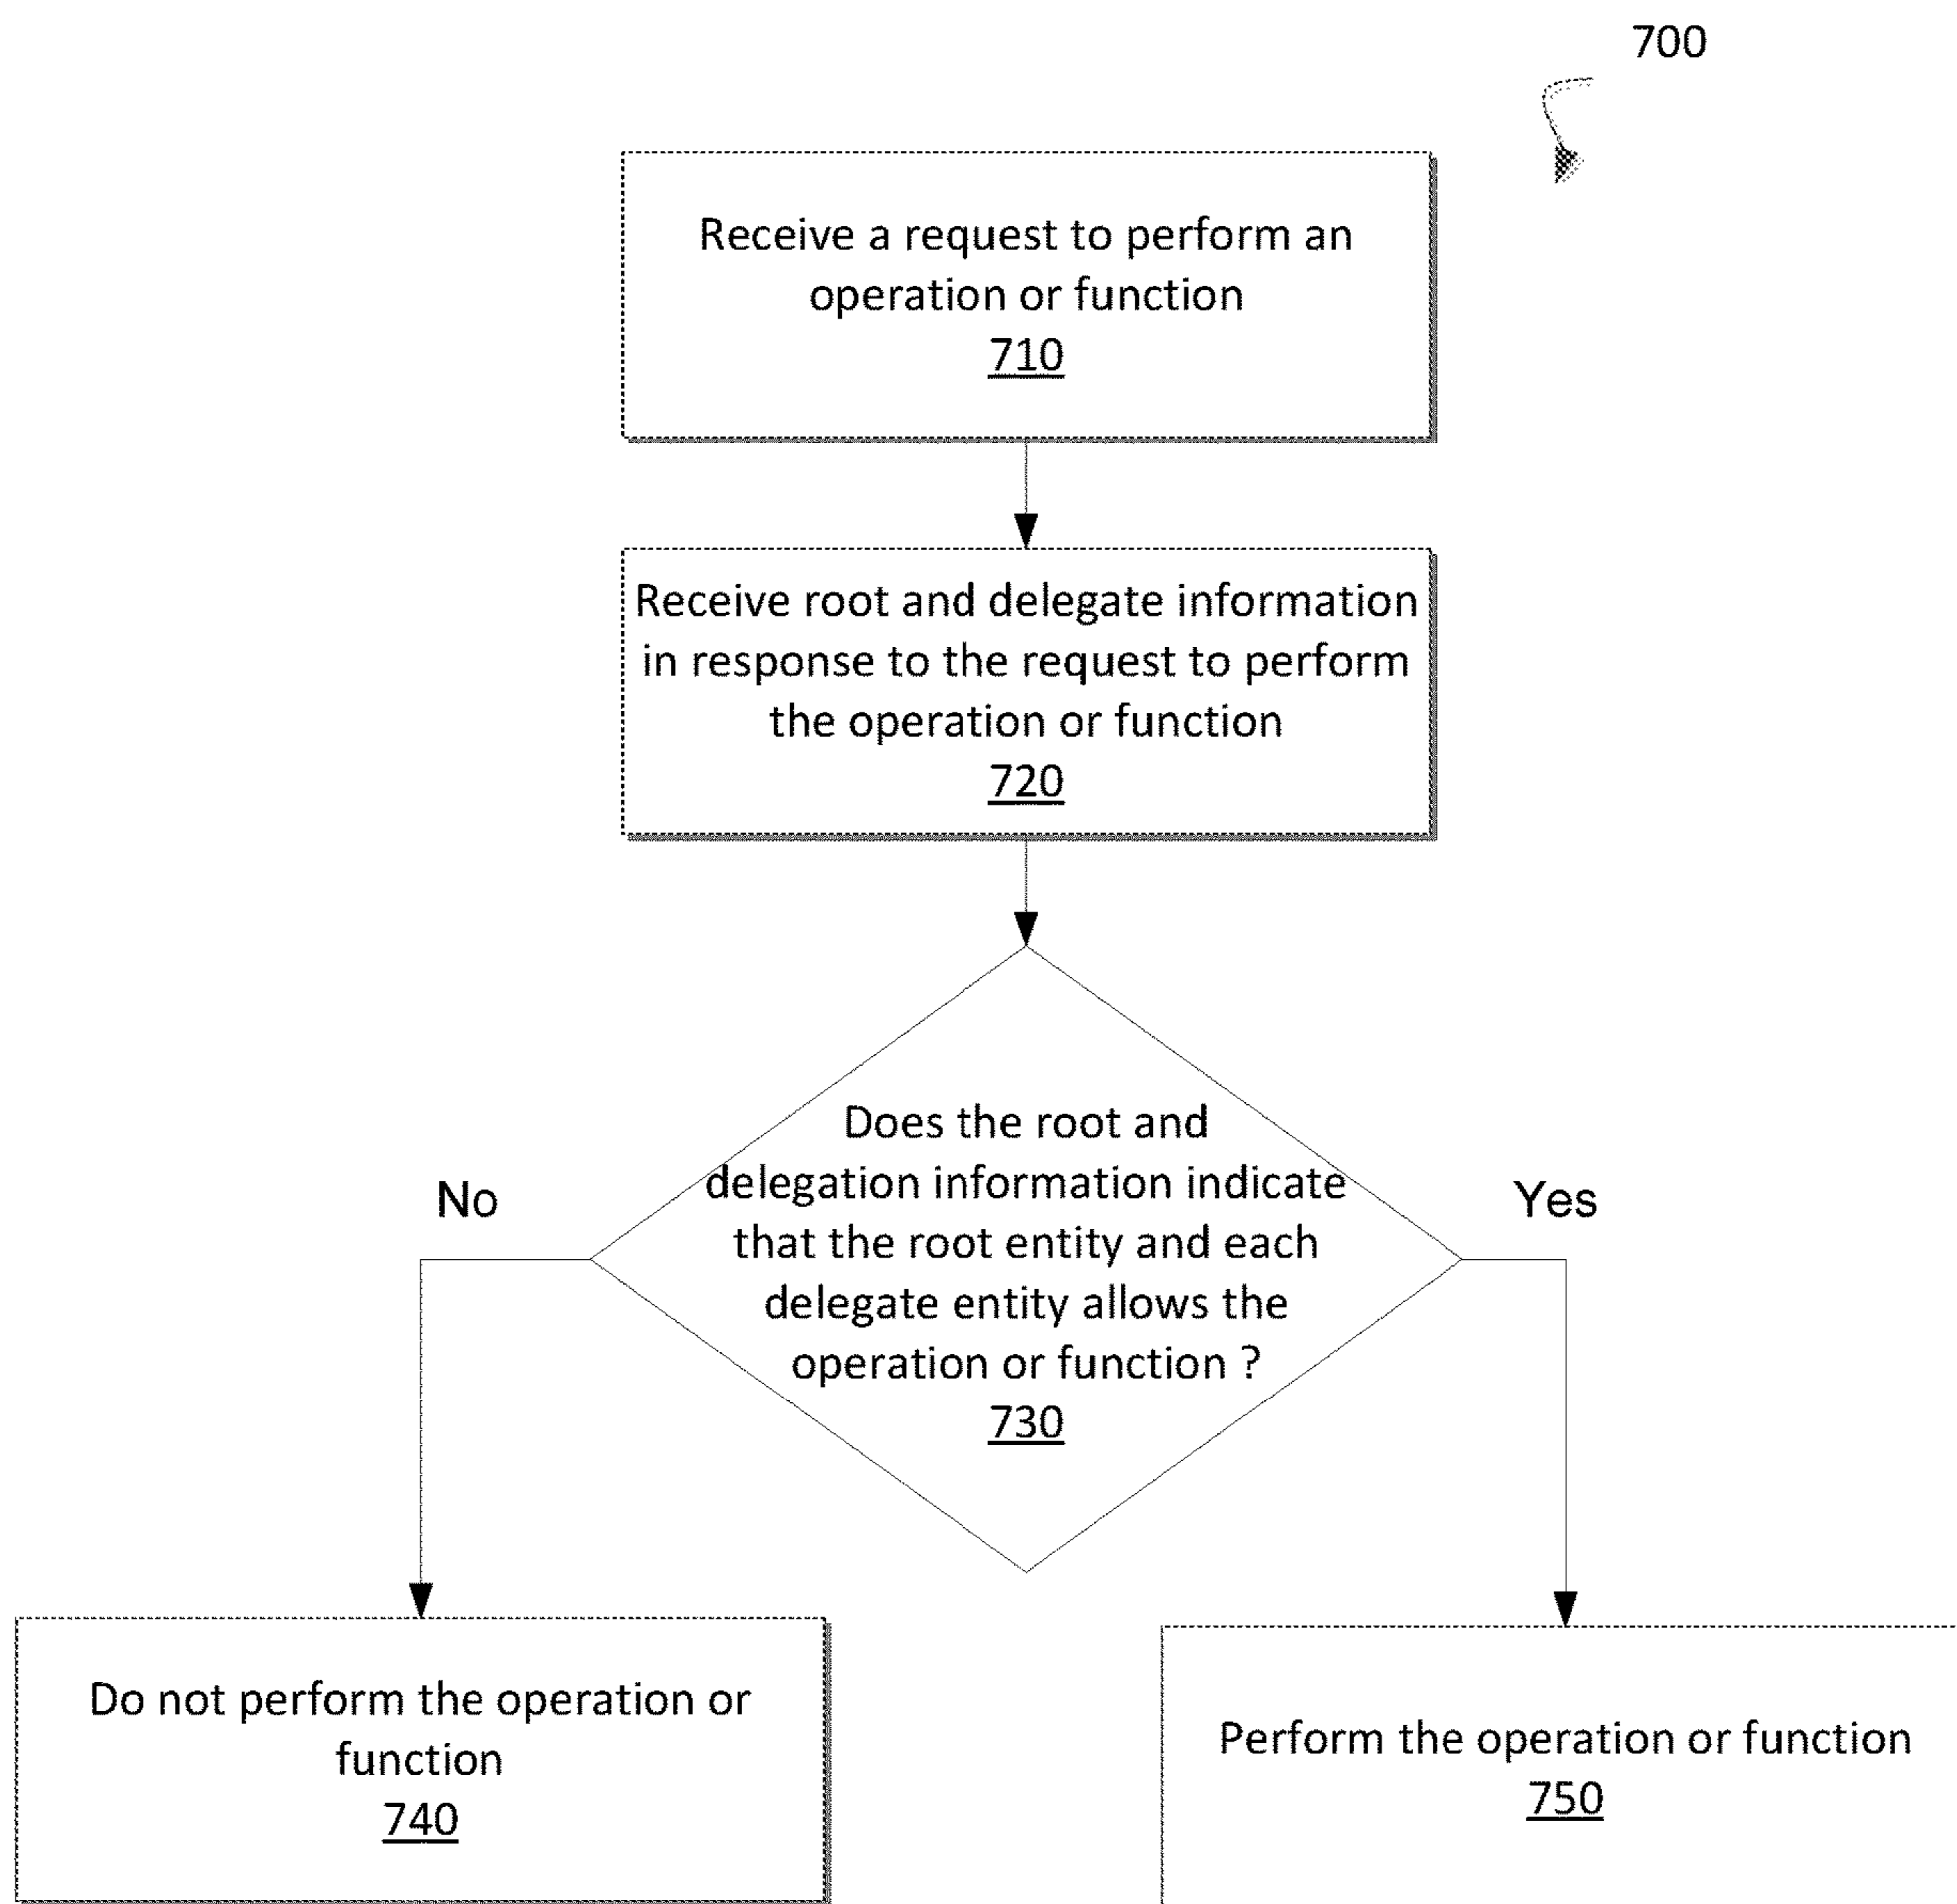 700
Receive a request to perform an
operation or function
710
Receive root and delegate information
in response to the request to perform
the operation or function
720
Does the root and
delegation information indicate
that the root entity and each
delegate entity allows the
operation or function ?
730
No
Yes
Do not perform the operation or
function
740
Perform the operation or function
750